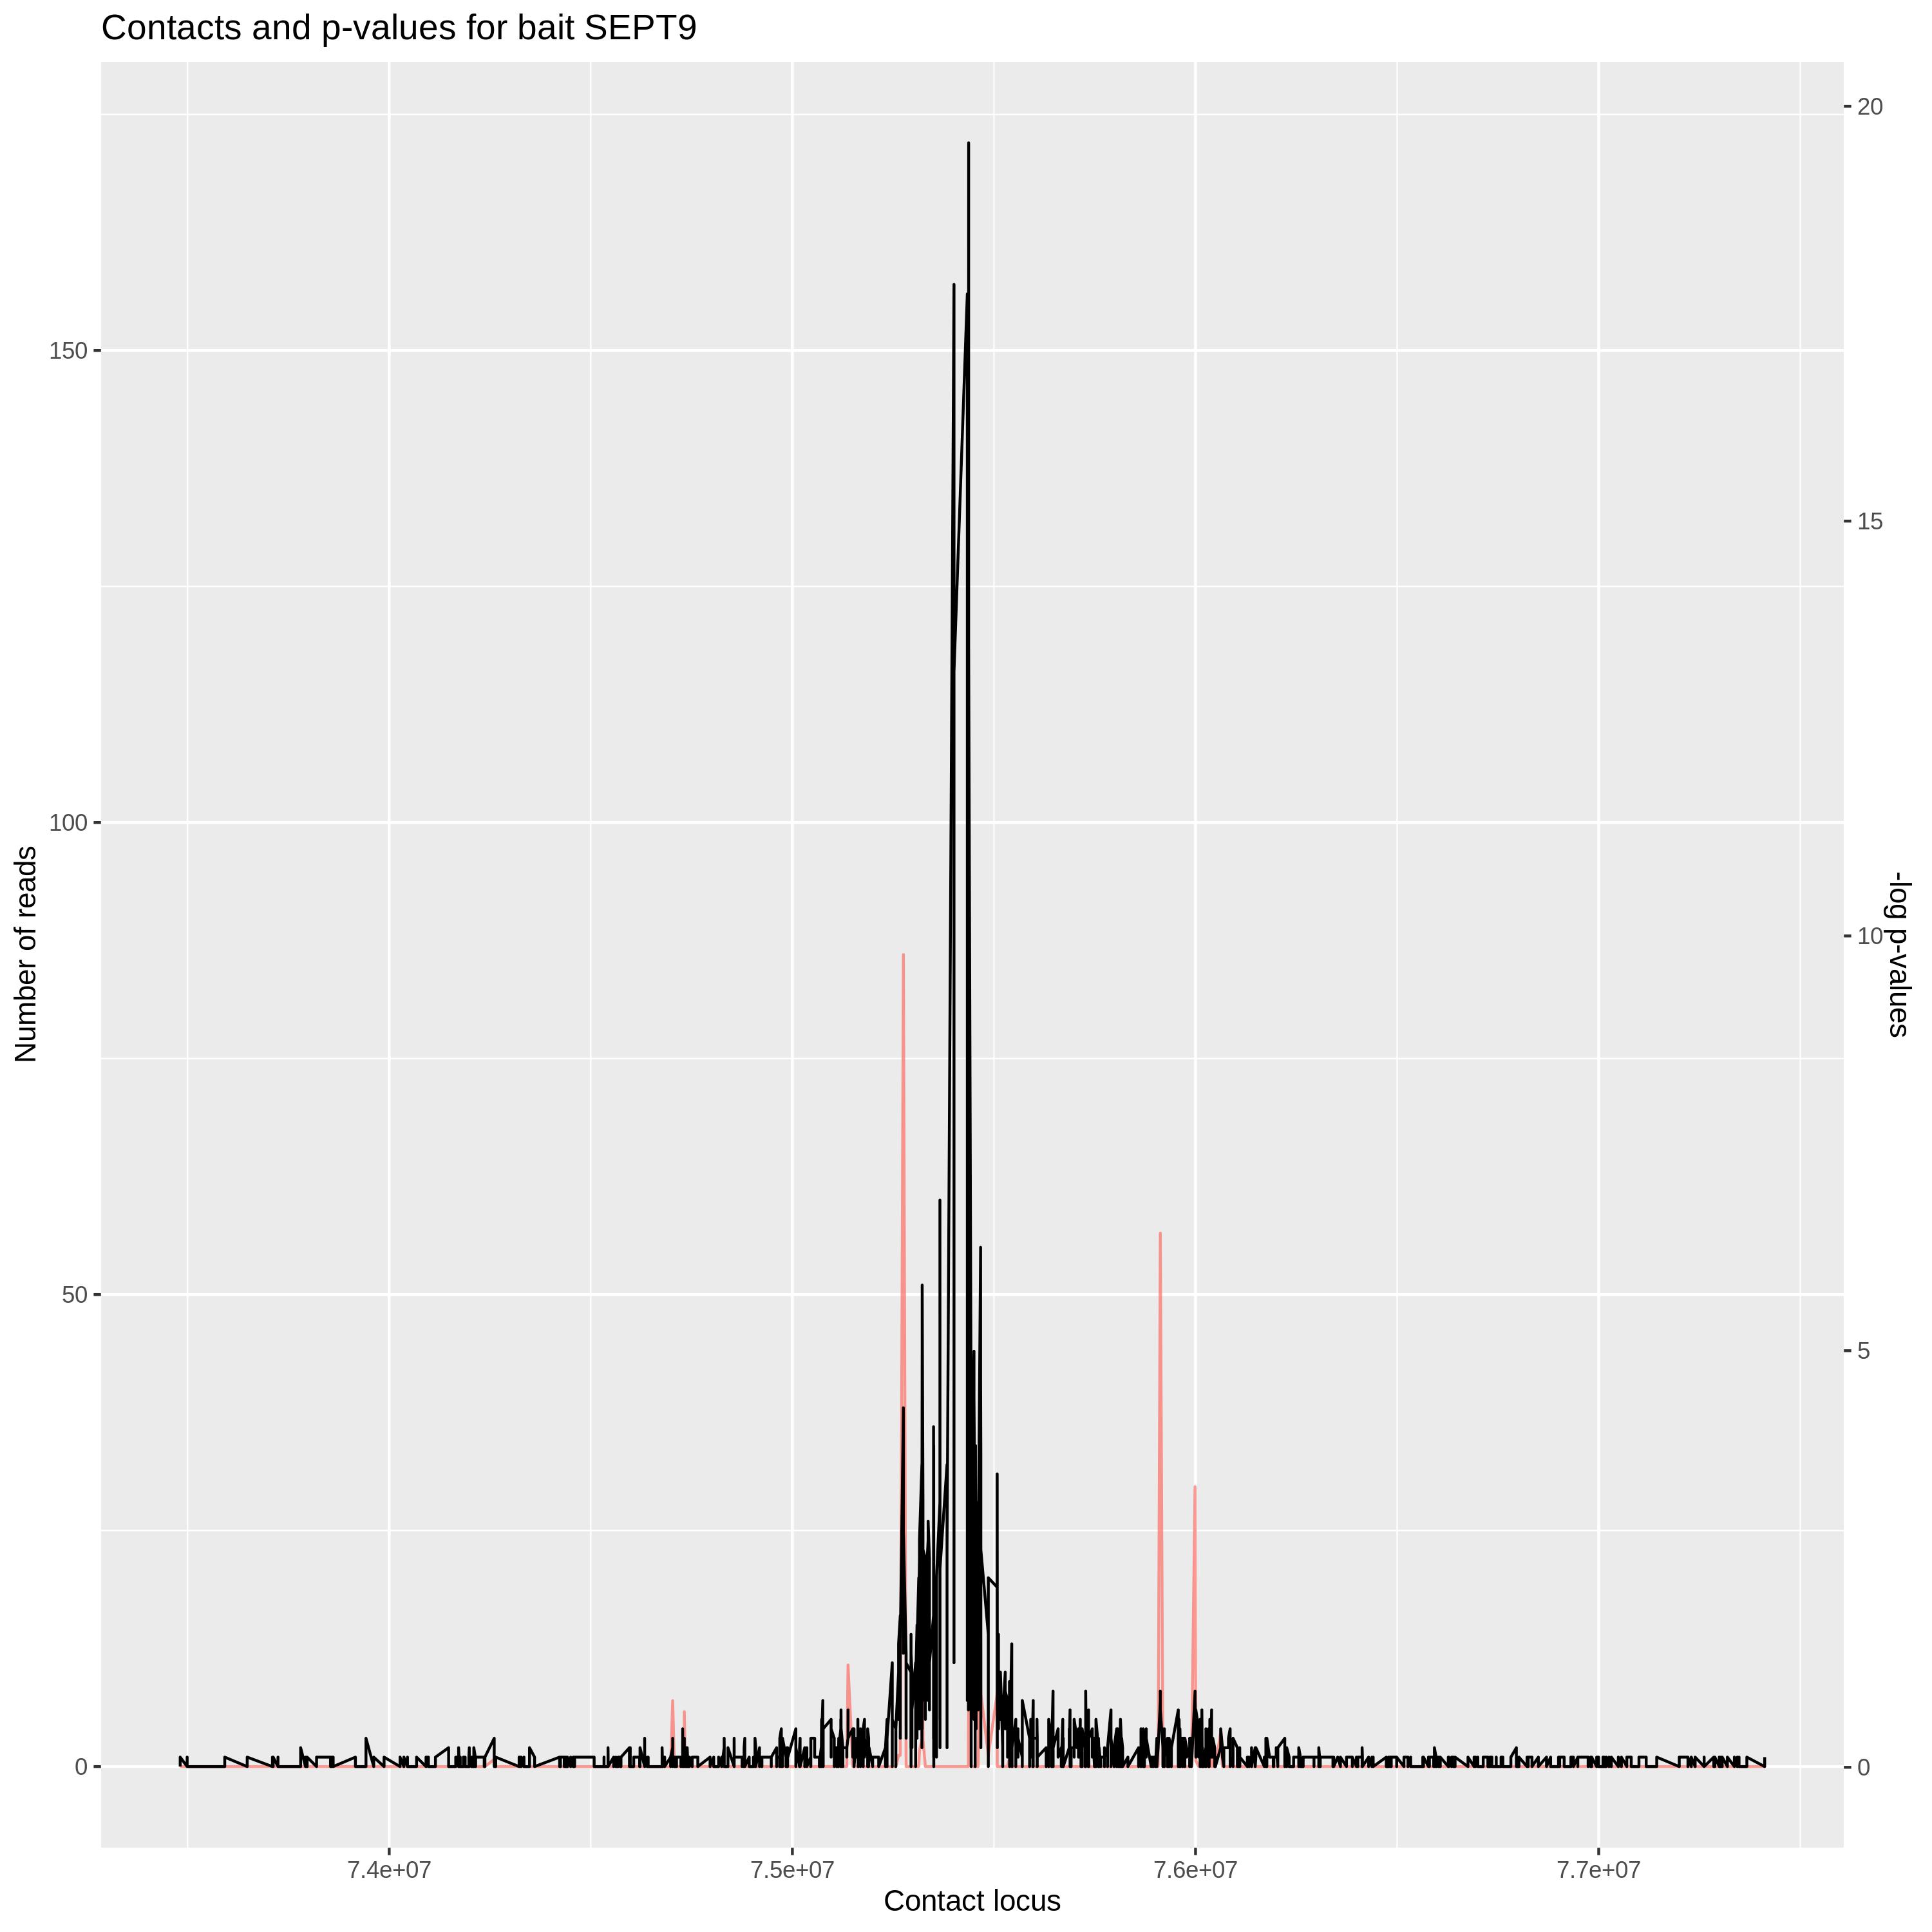 Contacts and p-values for bait SEPT9
Number of reads
150
100
50
0
20
15
10
5
0
-log p-values
7.4e+07
7.5e+07
7.6e+07
7.7e+07
Contact locus